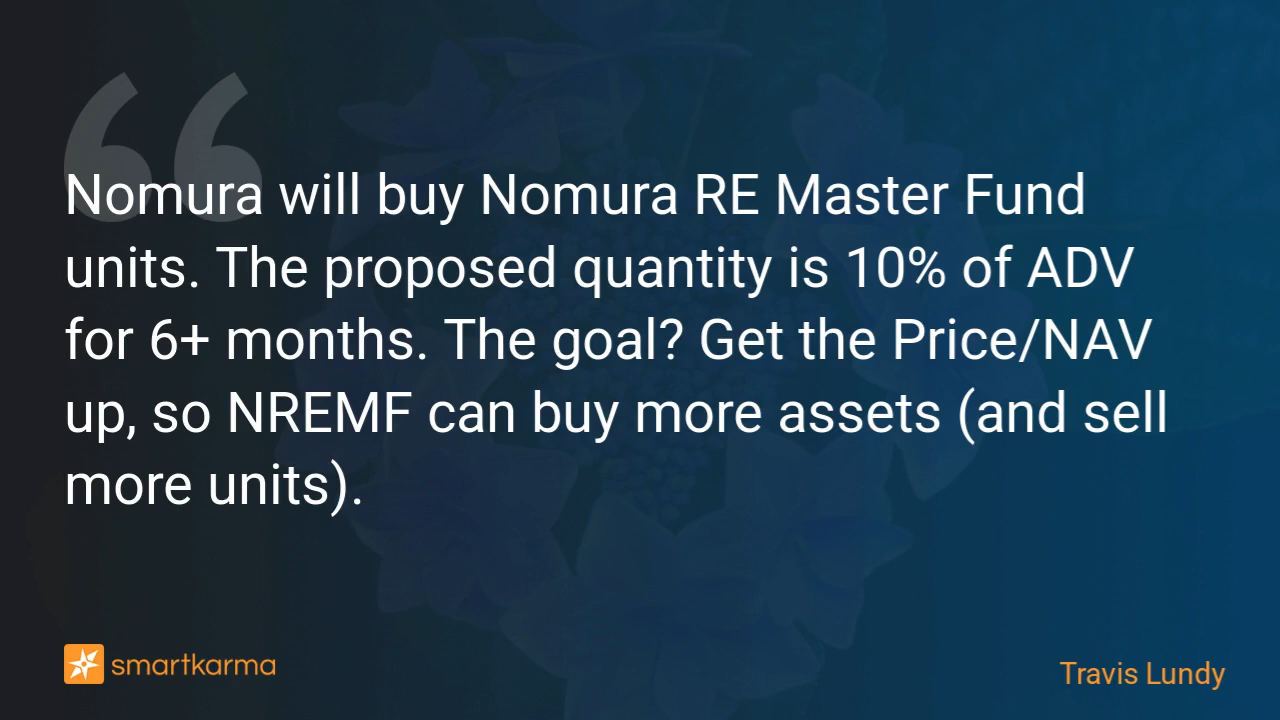 “
Nomura will buy Nomura RE Master Fund
units. The proposed quantity is 10% of ADV
for 6+ months. The goal? Get the Price/NAV
up, so NREMF can buy more assets (and sell
more units).
smartkarma
Travis Lundy